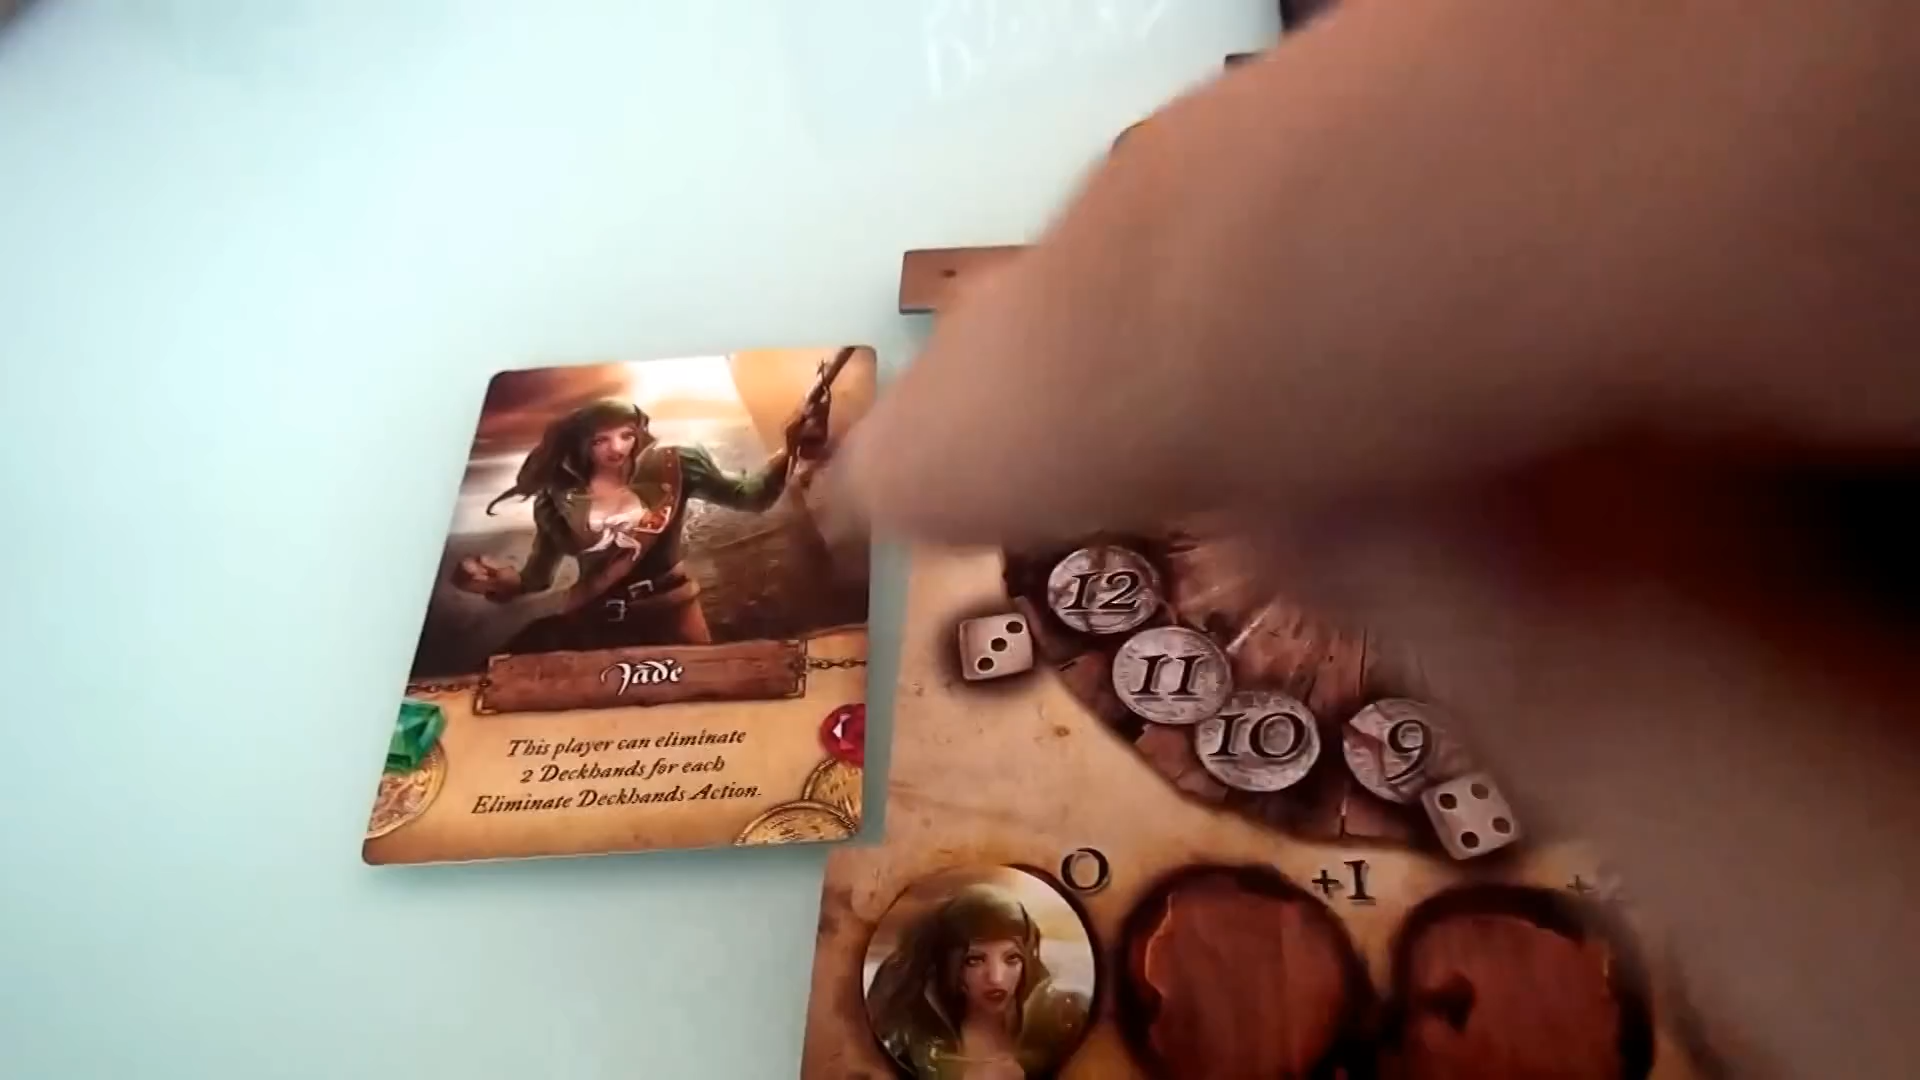 Jade
This player can eliminate
2 Deckhands for each
Eliminate Deckhands Action.
12
11
10
9
0
+1